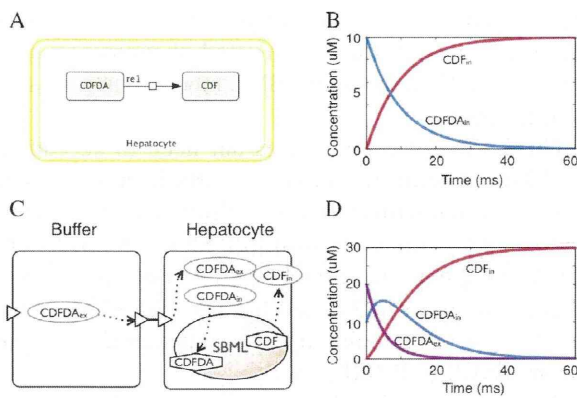 A
CDFDA
re1
CDF
Hepatocyte
B
Concentration (uM)
10
5
0
CDFin
CDFDAin
0
20
40
60
Time (ms)
C
Buffer
Hepatocyte
CDFDAex
CDFDAex
CDFin
CDFDAin
SBML
CDF
CDFDA
D
Concentration (uM)
30
20
10
0
CDFin
CDFDAin
CDFDAex
0
20
40
60
Time (ms)